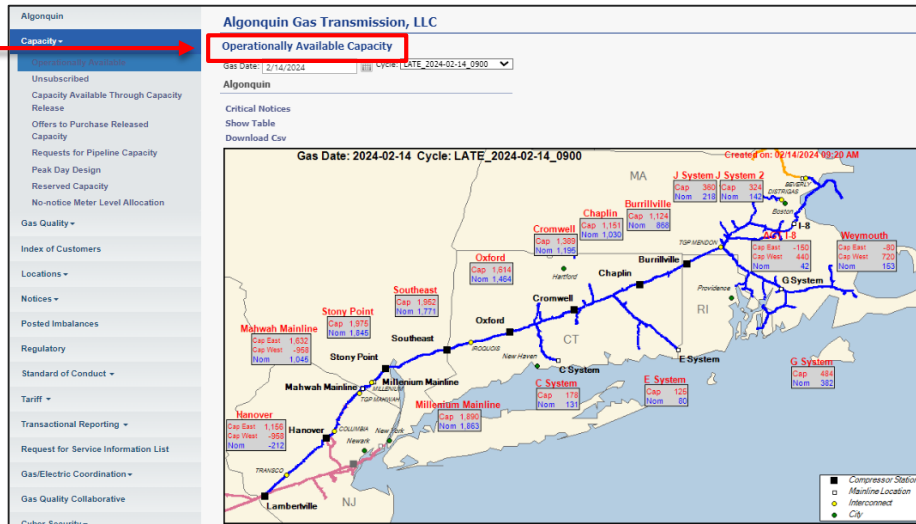 Algonquin
Capacity
Operationally Available
Unsubscribed
Capacity Available Through Capacity
Release
Offers to Purchase Released
Capacity
Requests for Pipeline Capacity
Peak Day Design
Reserved Capacity
No-notice Meter Level Allocation
Gas Quality
Index of Customers
Locations
Notices
Posted Imbalances
Regulatory
Standard of Conduct
Tariff
Transactional Reporting
Request for Service Information List
Gas/Electric Coordination
Gas Quality Collaborative
Cyber Security
Algonquin Gas Transmission, LLC
Operationally Available Capacity
Gas Date: 2/14/2024 Cycle: LATE_2024-02-14_0900
Algonquin
Critical Notices
Show Table
Download Csv
Gas Date: 2024-02-14 Cycle: LATE_2024-02-14_0900
Created on: 02/14/2024 09:20 AM
MA
J System
Cap 360
Nom 218
J System 2
Cap 324
Nom 142
BEVERLY
DISTRIGAS
Boston
I-8
Burrillville
Cap 1,124
Nom 868
Chaplin
Cap 1,151
Nom 1,030
Cromwell
Cap 1,389
Nom 1,195
Hartford
TGP MENDON
I-8
Cap East -150
Cap West 440
Nom 42
Weymouth
Cap East -80
Cap West 720
Nom 153
Oxford
Cap 1,614
Nom 1,464
Burrillville
Chaplin
G System
Providence
RI
Southeast
Cap 1,952
Nom 1,771
Cromwell
Stony Point
Cap 1,975
Nom 1,845
Oxford
Southeast
CT
IROQUOIS
New Haven
Mahwah Mainline
Cap East 1,632
Cap West -958
Nom 1,045
Stony Point
C System
E System
G System
Cap 484
Nom 382
Mahwah Mainline
Millenium Mainline
MILLENIUM
TGP MAHWAH
C System
Cap 178
Nom 131
E System
Cap 125
Nom 80
Millenium Mainline
Cap 1,890
Nom 1,863
Hanover
Cap East 1,156
Cap West -958
Nom -212
Hanover
COLUMBIA
New York
Newark
TRANSCO
Lambertville
NJ
Compressor Station
Mainline Location
Interconnect
City